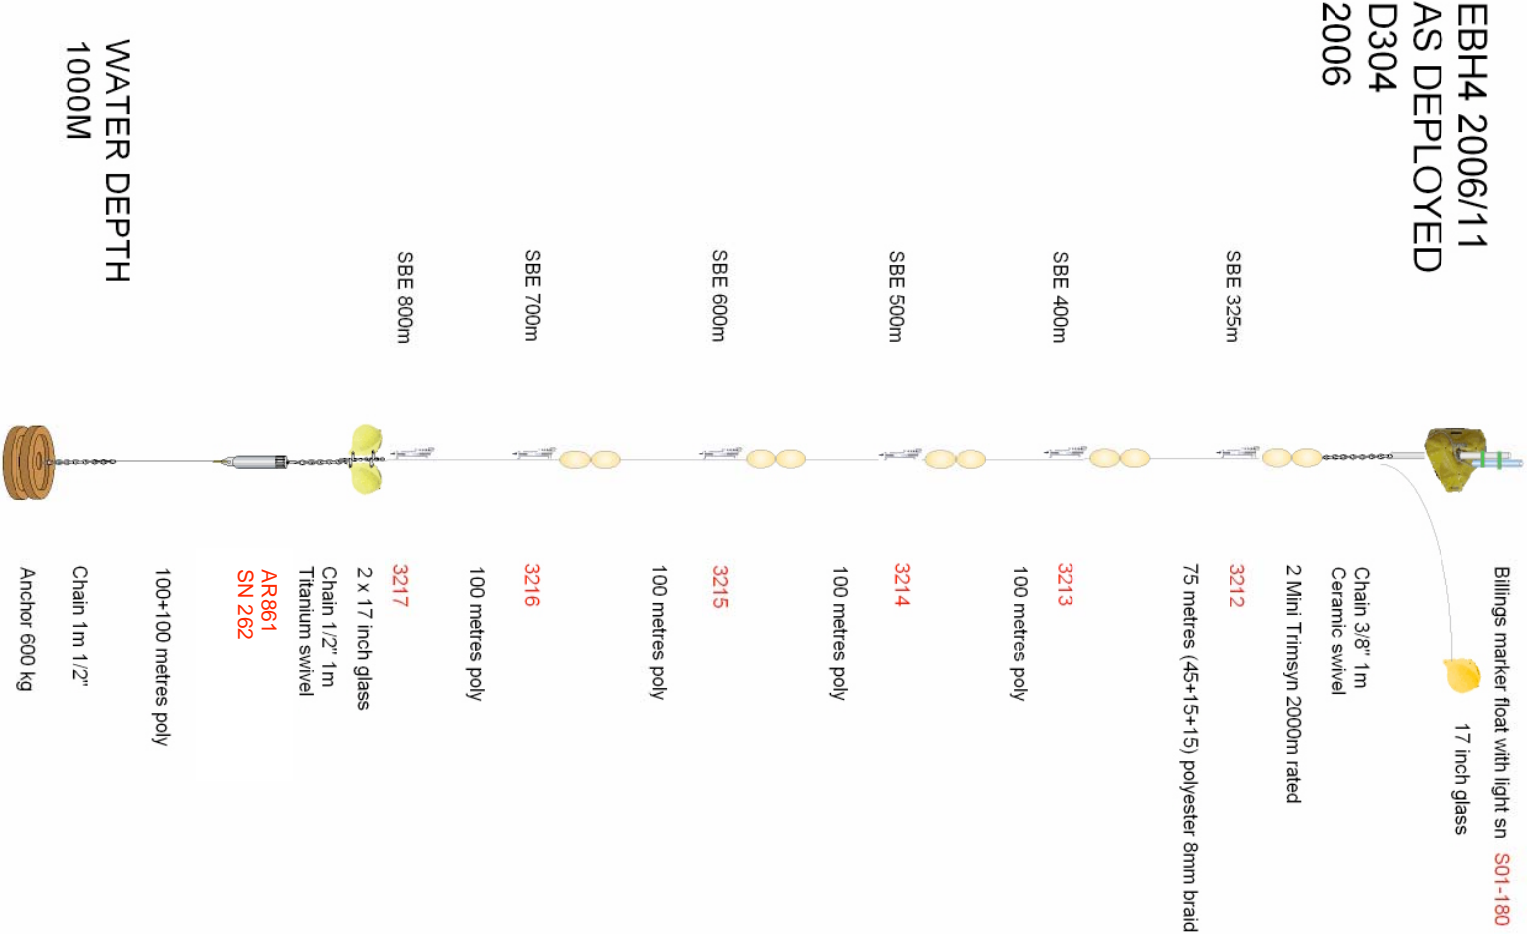 EBH4 2006/11
AS DEPLOYED
D304
2006
Billings marker float with light sn S01-180
17 inch glass
Chain 3/8" 1m
Ceramic swivel
2 Mini Trimsyn 2000m rated
SBE 325m
3212
75 metres (45+15+15) polyester 8mm braid
SBE 400m
3213
100 metres poly
SBE 500m
3214
100 metres poly
SBE 600m
3215
100 metres poly
SBE 700m
3216
100 metres poly
SBE 800m
3217
2 x 17 inch glass
Chain 1/2" 1m
Titanium swivel
AR861
SN 262
100+100 metres poly
WATER DEPTH
1000M
Chain 1m 1/2"
Anchor 600 kg